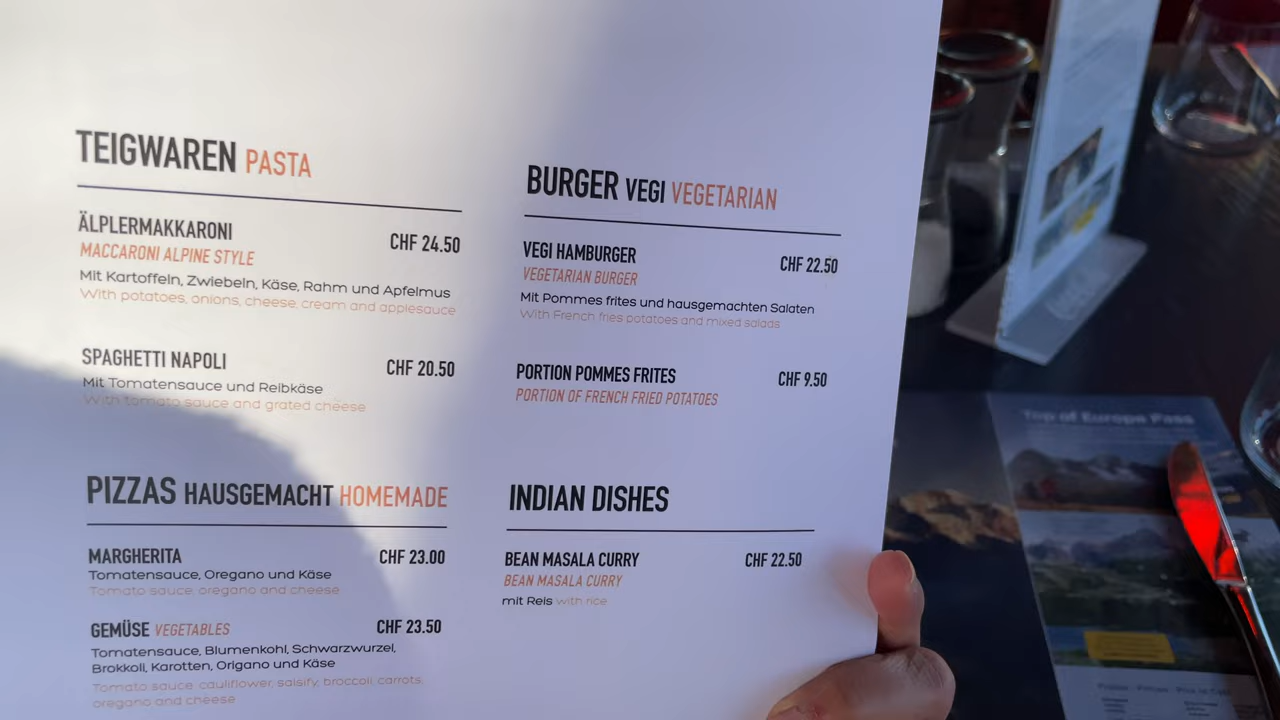 TEIGWAREN PASTA
ÄLPLERMAKKARONI
CHF 24.50
MACCARONI ALPINE STYLE
Mit Kartoffeln, Zwiebeln, Käse, Rahm und Apfelmus
With potatoes, onions, cheese, cream and applesauce
SPAGHETTI NAPOLI
CHF 20.50
Mit Tomatensauce und Reibkäse
With tomato sauce and grated cheese
PIZZAS HAUSGEMACHT HOMEMADE
MARGHERITA
CHF 23.00
Tomatensauce, Oregano und Käse
Tomato sauce, oregano and cheese
GEMÜSE VEGETABLES
CHF 23.50
Tomatensauce, Blumenkohl, Schwarzwurzel,
Brokkoli, Karotten, Origano und Käse
Tomato sauce, cauliflower, salsify, broccoli, carrots,
oregano and cheese
BURGER VEGI VEGETARIAN
VEGI HAMBURGER
CHF 22.50
VEGETARIAN BURGER
Mit Pommes frites und hausgemachten Salaten
With French fries potatoes and mixed salads
PORTION POMMES FRITES
CHF 9.50
PORTION OF FRENCH FRIED POTATOES
INDIAN DISHES
BEAN MASALA CURRY
CHF 22.50
BEAN MASALA CURRY
mit Reis with rice
Top of Europe Pass